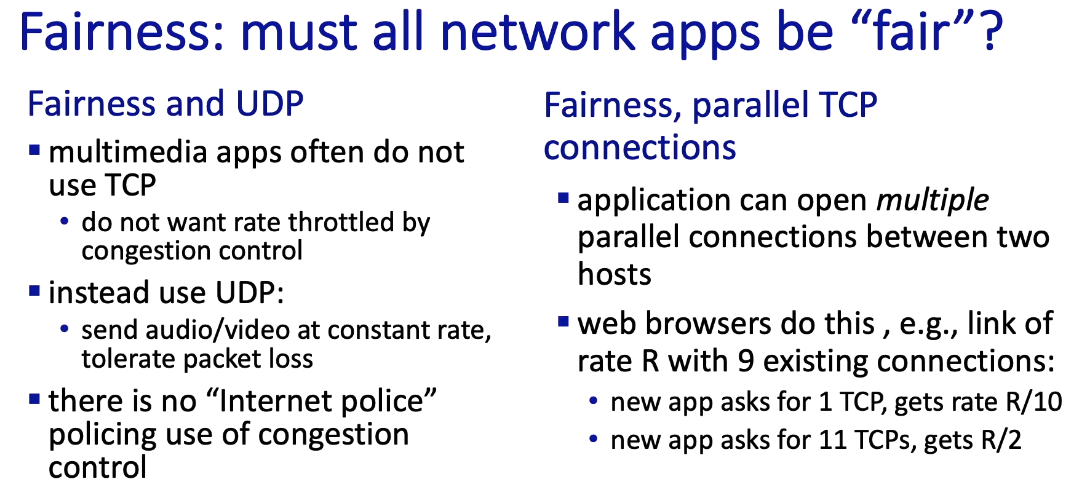 Fairness: must all network apps be “fair”?
Fairness and UDP
▪ multimedia apps often do not
use TCP
• do not want rate throttled by
congestion control
▪ instead use UDP:
• send audio/video at constant rate,
tolerate packet loss
▪ there is no “Internet police”
policing use of congestion
control
Fairness, parallel TCP
connections
▪ application can open multiple
parallel connections between two
hosts
▪ web browsers do this , e.g., link of
rate R with 9 existing connections:
• new app asks for 1 TCP, gets rate R/10
• new app asks for 11 TCPs, gets R/2